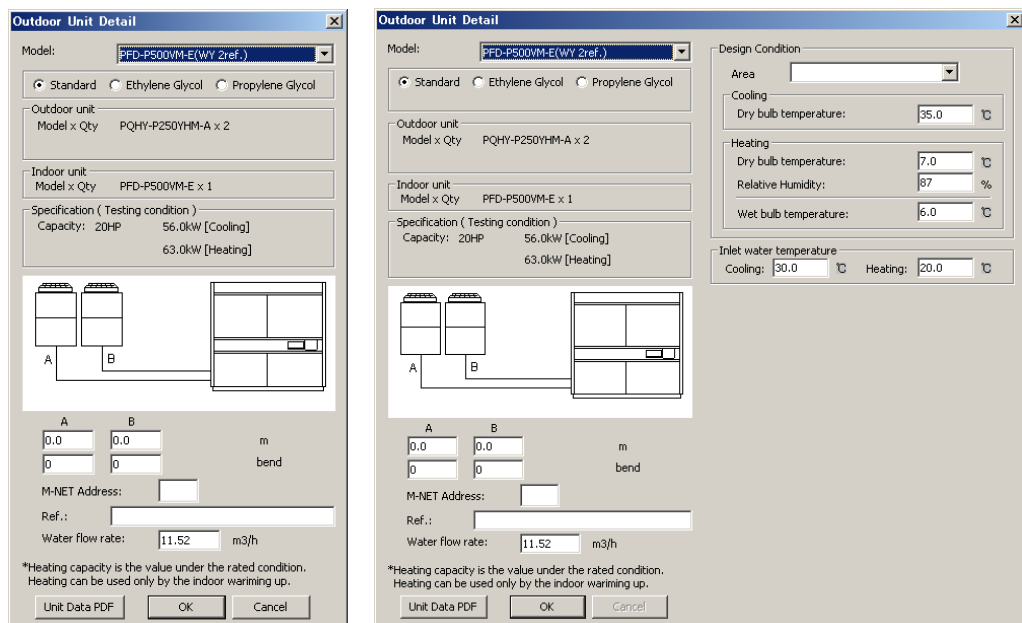 Outdoor Unit Detail
Model: PFD-P500VM-E(WY 2ref.)
Standard Ethylene Glycol Propylene Glycol
Outdoor unit
Model x Qty PQHY-P250YHM-A x 2
Indoor unit
Model x Qty PFD-P500VM-E x 1
Specification ( Testing condition )
Capacity: 20HP 56.0kW [Cooling]
63.0kW [Heating]
A B
A B
0.0 0.0 m
0 0 bend
M-NET Address:
Ref.:
Water flow rate: 11.52 m3/h
*Heating capacity is the value under the rated condition.
Heating can be used only by the indoor wariming up.
Unit Data PDF OK Cancel
Outdoor Unit Detail
Model: PFD-P500VM-E(WY 2ref.)
Standard Ethylene Glycol Propylene Glycol
Outdoor unit
Model x Qty PQHY-P250YHM-A x 2
Indoor unit
Model x Qty PFD-P500VM-E x 1
Specification ( Testing condition )
Capacity: 20HP 56.0kW [Cooling]
63.0kW [Heating]
A B
A B
0.0 0.0 m
0 0 bend
M-NET Address:
Ref.:
Water flow rate: 11.52 m3/h
*Heating capacity is the value under the rated condition.
Heating can be used only by the indoor wariming up.
Unit Data PDF OK Cancel
Design Condition
Area
Cooling
Dry bulb temperature: 35.0 ℃
Heating
Dry bulb temperature: 7.0 ℃
Relative Humidity: 87 %
Wet bulb temperature: 6.0 ℃
Inlet water temperature
Cooling: 30.0 ℃ Heating: 20.0 ℃